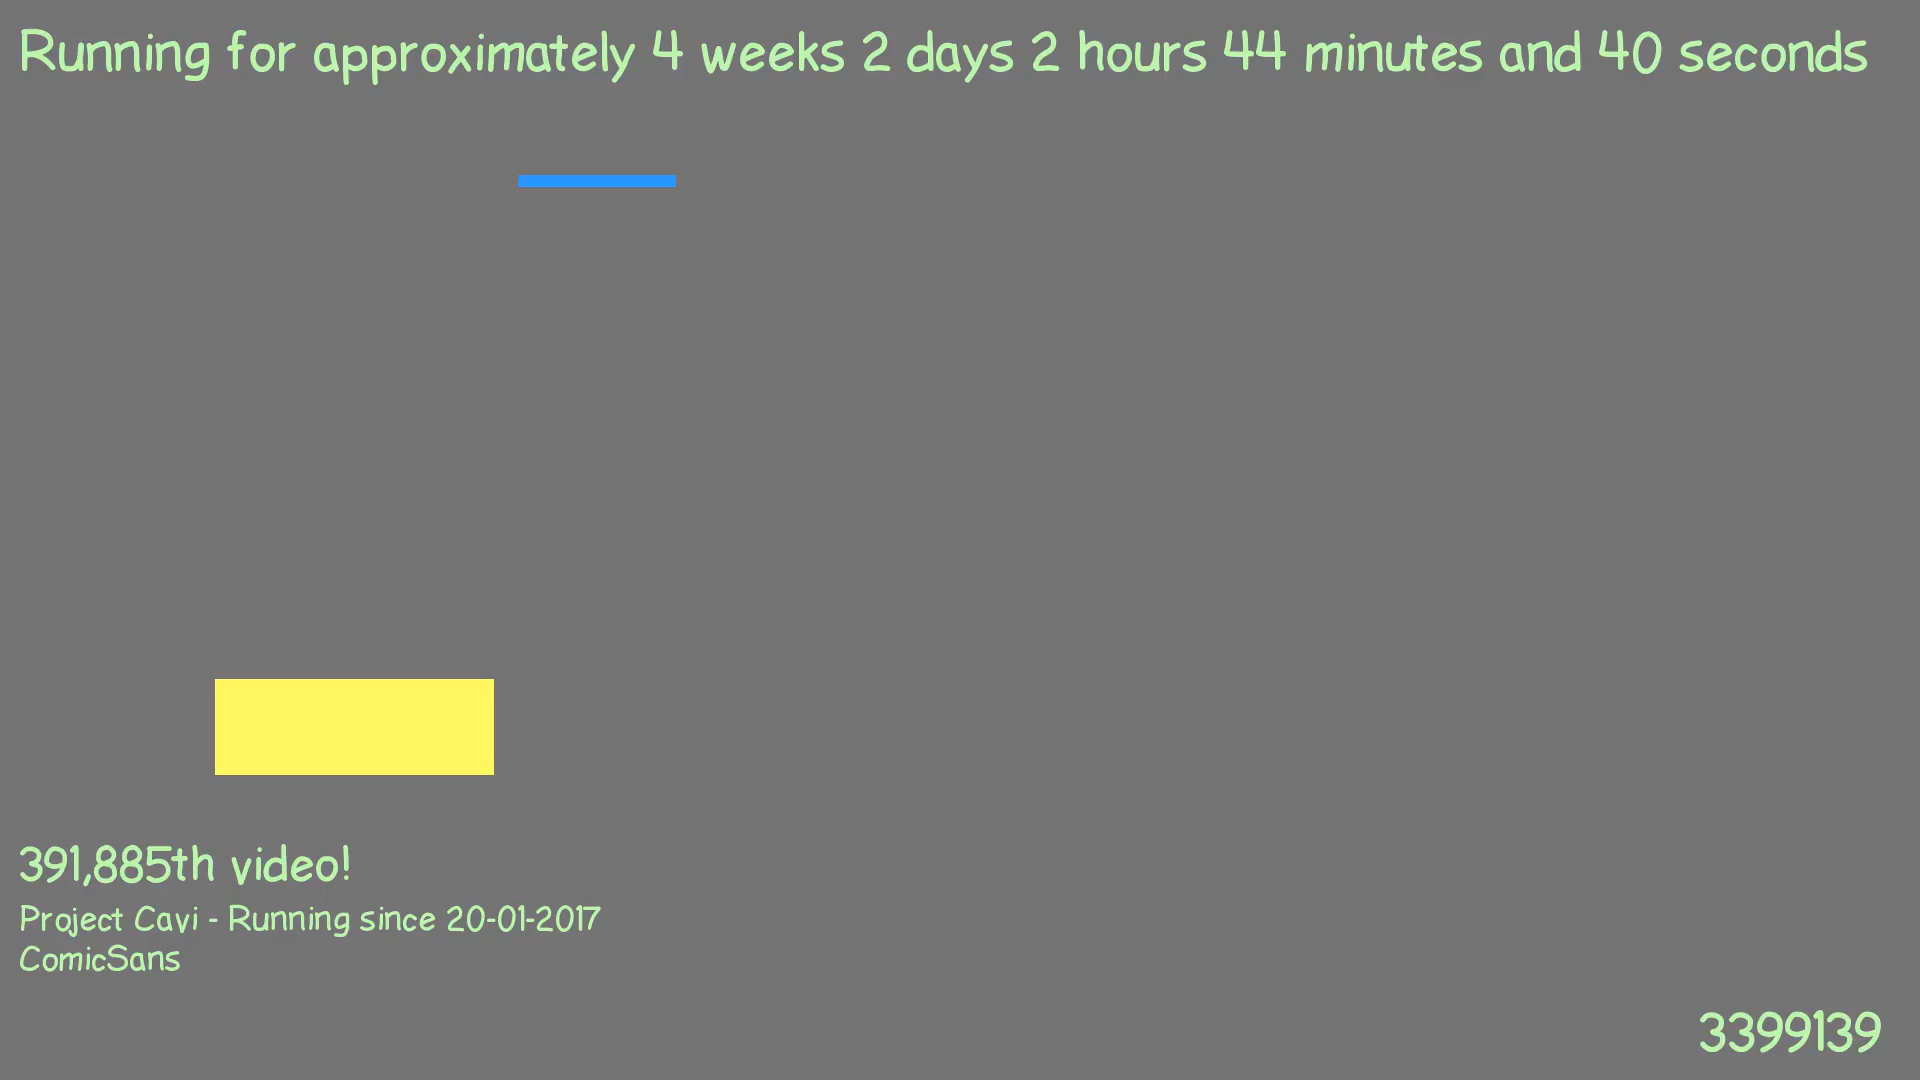 Running for approximately 4 weeks 2 days 2 hours 44 minutes and 40 seconds
391,885th video!
Project Cavi - Running since 20-01-2017
ComicSans
3399139